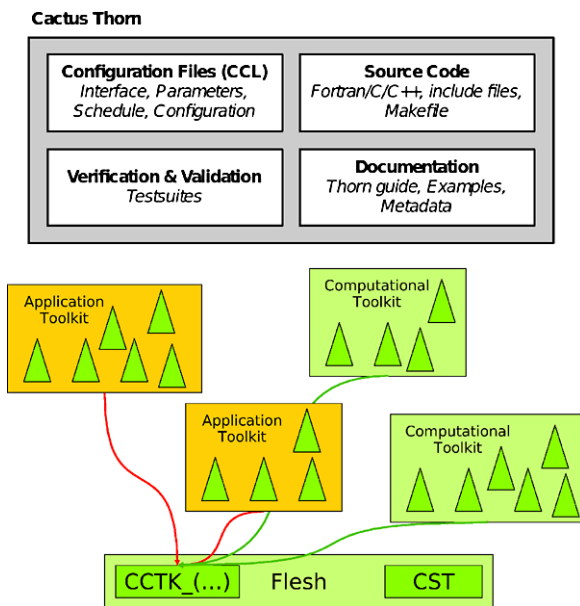 Cactus Thorn
Configuration Files (CCL)
Interface, Parameters,
Schedule, Configuration
Source Code
Fortran/C/C++, include files,
Makefile
Verification & Validation
Testsuites
Documentation
Thorn guide, Examples,
Metadata
Application
Toolkit
Computational
Toolkit
Application
Toolkit
Computational
Toolkit
CCTK_(...)
Flesh
CST